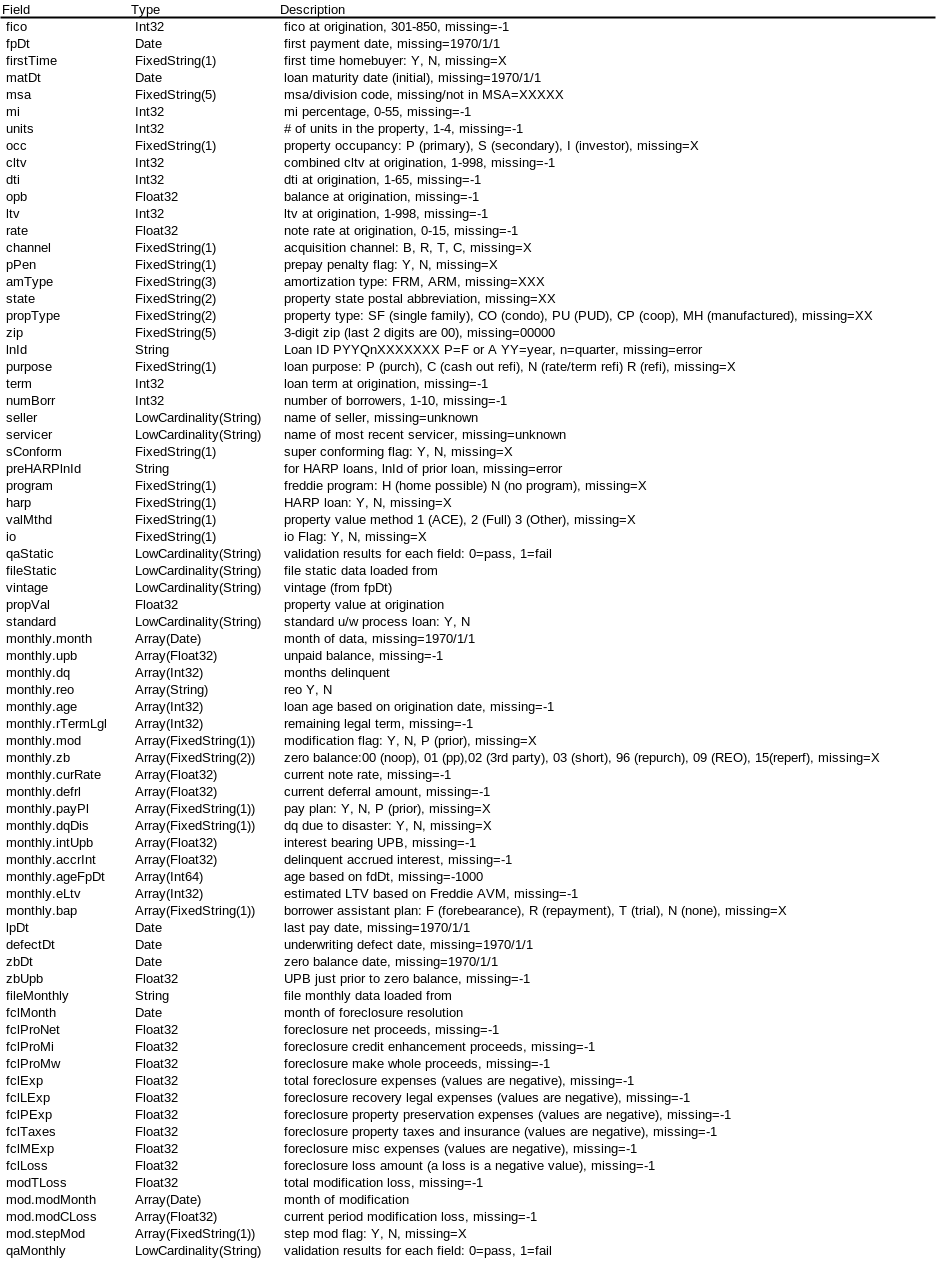 Field Type Description
fico Int32 fico at origination, 301-850, missing=-1
fpDt Date first payment date, missing=1970/1/1
firstTime FixedString(1) first time homebuyer: Y, N, missing=X
matDt Date loan maturity date (initial), missing=1970/1/1
msa FixedString(5) msa/division code, missing/not in MSA=XXXXX
mi Int32 mi percentage, 0-55, missing=-1
units Int32 # of units in the property, 1-4, missing=-1
occ FixedString(1) property occupancy: P (primary), S (secondary), I (investor), missing=X
cltv Int32 combined cltv at origination, 1-998, missing=-1
dti Int32 dti at origination, 1-65, missing=-1
opb Float32 balance at origination, missing=-1
ltv Int32 ltv at origination, 1-998, missing=-1
rate Float32 note rate at origination, 0-15, missing=-1
channel FixedString(1) acquisition channel: B, R, T, C, missing=X
pPen FixedString(1) prepay penalty flag: Y, N, missing=X
amType FixedString(3) amortization type: FRM, ARM, missing=XXX
state FixedString(2) property state postal abbreviation, missing=XX
propType FixedString(2) property type: SF (single family), CO (condo), PU (PUD), CP (coop), MH (manufactured), missing=XX
zip FixedString(5) 3-digit zip (last 2 digits are 00), missing=00000
lnId String Loan ID PYYQnXXXXXXX P=F or A YY=year, n=quarter, missing=error
purpose FixedString(1) loan purpose: P (purch), C (cash out refi), N (rate/term refi) R (refi), missing=X
term Int32 loan term at origination, missing=-1
numBorr Int32 number of borrowers, 1-10, missing=-1
seller LowCardinality(String) name of seller, missing=unknown
servicer LowCardinality(String) name of most recent servicer, missing=unknown
sConform FixedString(1) super conforming flag: Y, N, missing=X
preHARPlnId String for HARP loans, lnId of prior loan, missing=error
program FixedString(1) freddie program: H (home possible) N (no program), missing=X
harp FixedString(1) HARP loan: Y, N, missing=X
valMthd FixedString(1) property value method 1 (ACE), 2 (Full) 3 (Other), missing=X
io FixedString(1) io Flag: Y, N, missing=X
qaStatic LowCardinality(String) validation results for each field: 0=pass, 1=fail
fileStatic LowCardinality(String) file static data loaded from
vintage LowCardinality(String) vintage (from fpDt)
propVal Float32 property value at origination
standard LowCardinality(String) standard u/w process loan: Y, N
monthly.month Array(Date) month of data, missing=1970/1/1
monthly.upb Array(Float32) unpaid balance, missing=-1
monthly.dq Array(Int32) months delinquent
monthly.reo Array(String) reo Y, N
monthly.age Array(Int32) loan age based on origination date, missing=-1
monthly.rTermLgl Array(Int32) remaining legal term, missing=-1
monthly.mod Array(FixedString(1)) modification flag: Y, N, P (prior), missing=X
monthly.zb Array(FixedString(2)) zero balance:00 (noop), 01 (pp),02 (3rd party), 03 (short), 96 (repurch), 09 (REO), 15(reperf), missing=X
monthly.curRate Array(Float32) current note rate, missing=-1
monthly.defrl Array(Float32) current deferral amount, missing=-1
monthly.payPl Array(FixedString(1)) pay plan: Y, N, P (prior), missing=X
monthly.dqDis Array(FixedString(1)) dq due to disaster: Y, N, missing=X
monthly.intUpb Array(Float32) interest bearing UPB, missing=-1
monthly.accrInt Array(Float32) delinquent accrued interest, missing=-1
monthly.ageFpDt Array(Int64) age based on fdDt, missing=-1000
monthly.eLtv Array(Int32) estimated LTV based on Freddie AVM, missing=-1
monthly.bap Array(FixedString(1)) borrower assistant plan: F (forebearance), R (repayment), T (trial), N (none), missing=X
lpDt Date last pay date, missing=1970/1/1
defectDt Date underwriting defect date, missing=1970/1/1
zbDt Date zero balance date, missing=1970/1/1
zbUpb Float32 UPB just prior to zero balance, missing=-1
fileMonthly String file monthly data loaded from
fclMonth Date month of foreclosure resolution
fclProNet Float32 foreclosure net proceeds, missing=-1
fclProMi Float32 foreclosure credit enhancement proceeds, missing=-1
fclProMw Float32 foreclosure make whole proceeds, missing=-1
fclExp Float32 total foreclosure expenses (values are negative), missing=-1
fclLExp Float32 foreclosure recovery legal expenses (values are negative), missing=-1
fclPExp Float32 foreclosure property preservation expenses (values are negative), missing=-1
fclTaxes Float32 foreclosure property taxes and insurance (values are negative), missing=-1
fclMExp Float32 foreclosure misc expenses (values are negative), missing=-1
fclLoss Float32 foreclosure loss amount (a loss is a negative value), missing=-1
modTLoss Float32 total modification loss, missing=-1
mod.modMonth Array(Date) month of modification
mod.modCLoss Array(Float32) current period modification loss, missing=-1
mod.stepMod Array(FixedString(1)) step mod flag: Y, N, missing=X
qaMonthly LowCardinality(String) validation results for each field: 0=pass, 1=fail